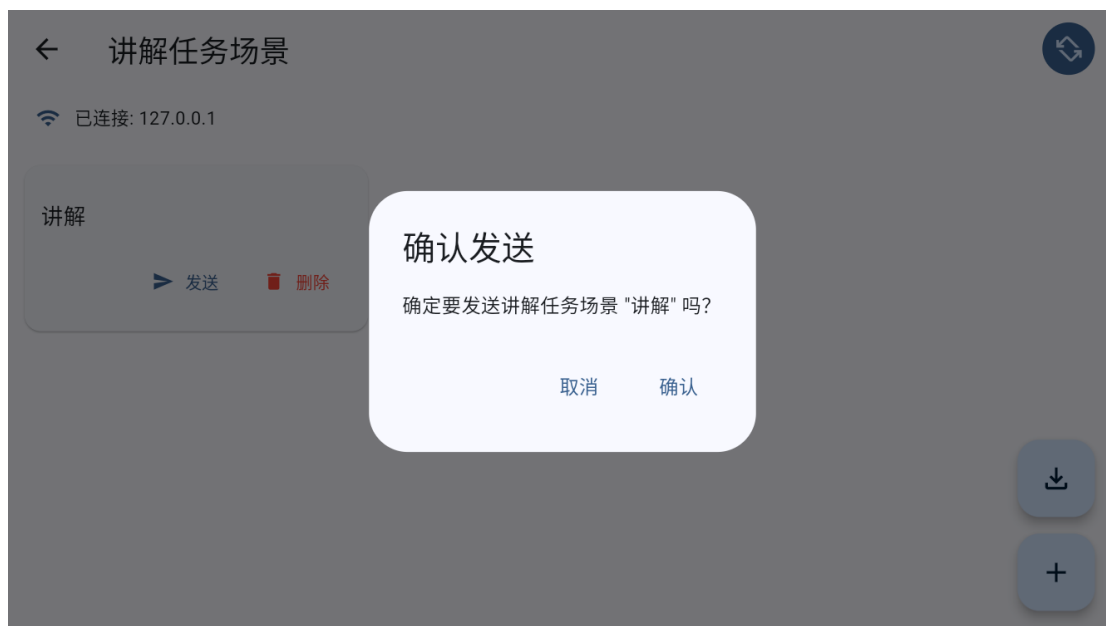 讲解任务场景
已连接: 127.0.0.1
讲解
发送 删除
确认发送
确定要发送讲解任务场景 "讲解" 吗?
取消 确认